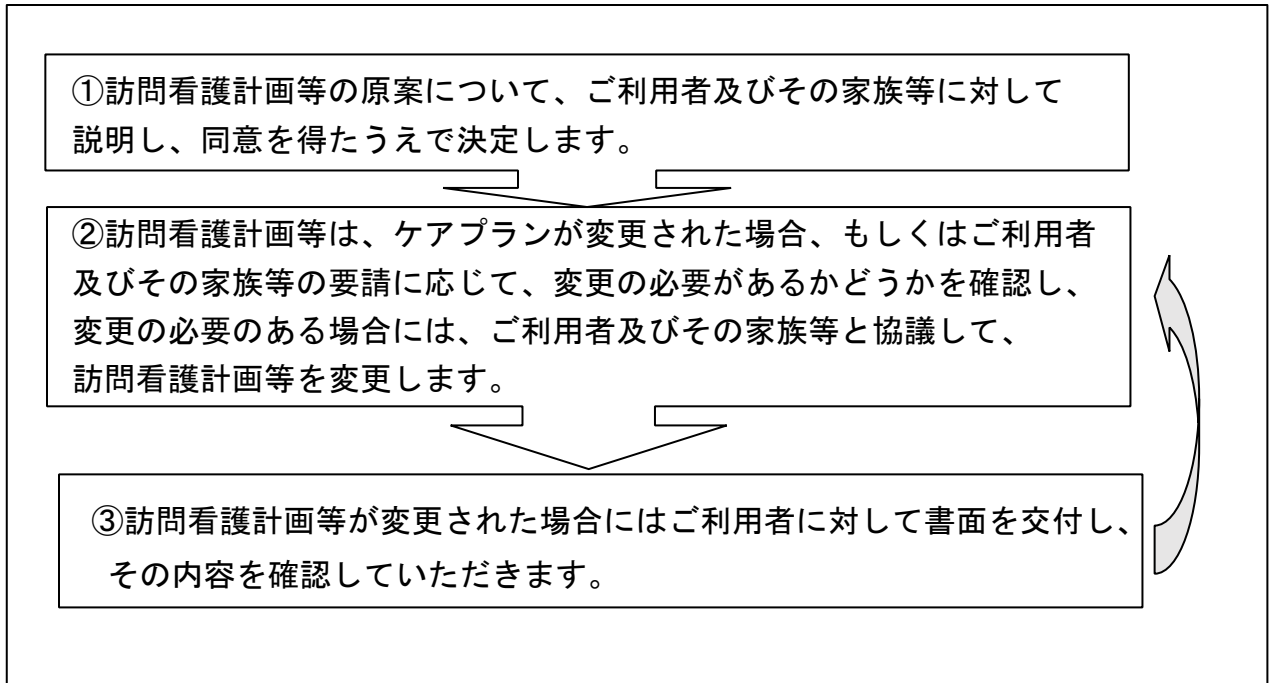 ①訪問看護計画等の原案について、ご利用者及びその家族等に対して
説明し、同意を得たうえで決定します。
②訪問看護計画等は、ケアプランが変更された場合、もしくはご利用者
及びその家族等の要請に応じて、変更の必要があるかどうかを確認し、
変更の必要のある場合には、ご利用者及びその家族等と協議して、
訪問看護計画等を変更します。
③訪問看護計画等が変更された場合にはご利用者に対して書面を交付し、
その内容を確認していただきます。